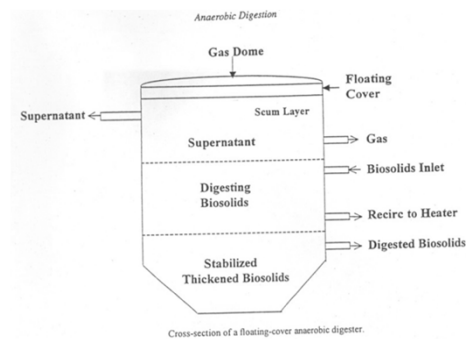 Anaerobic Digestion
Gas Dome
Floating
Cover
Supernatant
Scum Layer
Supernatant
Gas
Biosolids Inlet
Digesting
Biosolids
Recirc to Heater
Digested Biosolids
Stabilized
Thickened Biosolids
Cross-section of a floating-cover anaerobic digester.